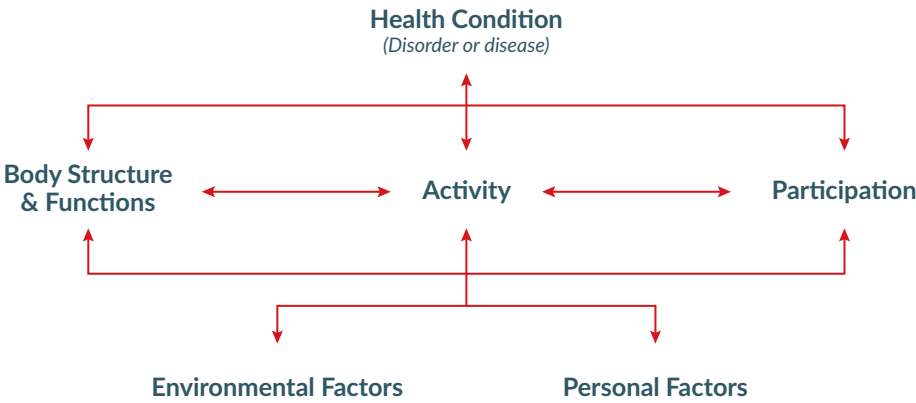 Health Condition
(Disorder or disease)
Body Structure
& Functions
Activity
Participation
Environmental Factors
Personal Factors